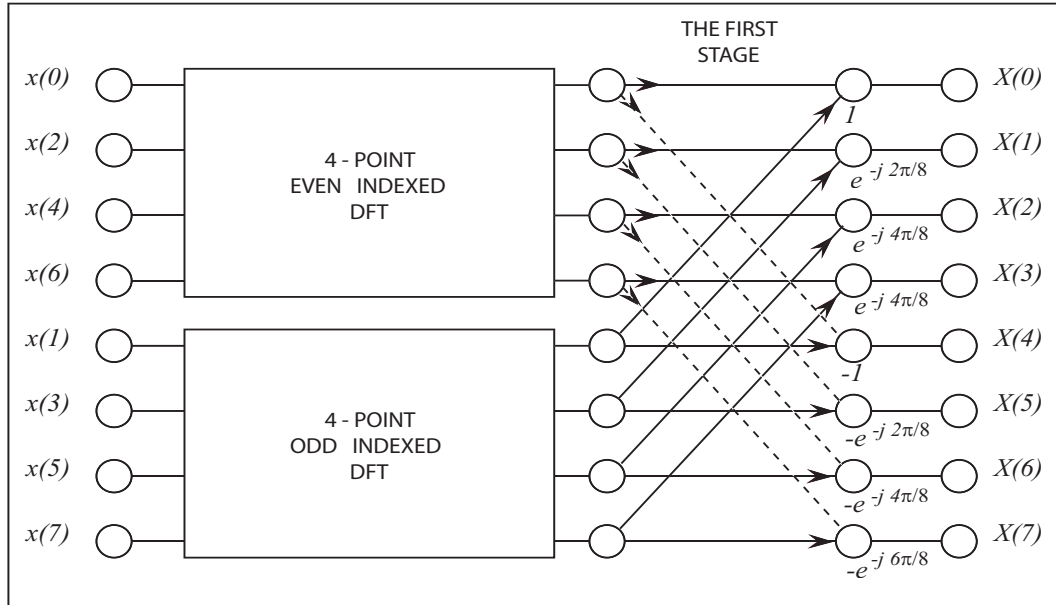 THE FIRST
STAGE
x(0)
X(0)
1
x(2)
X(1)
4 - POINT
EVEN INDEXED
DFT
e -j 2π/8
x(4)
X(2)
e -j 4π/8
x(6)
X(3)
e -j 4π/8
x(1)
X(4)
-1
x(3)
X(5)
4 - POINT
ODD INDEXED
DFT
-e -j 2π/8
x(5)
X(6)
-e -j 4π/8
x(7)
X(7)
-e -j 6π/8